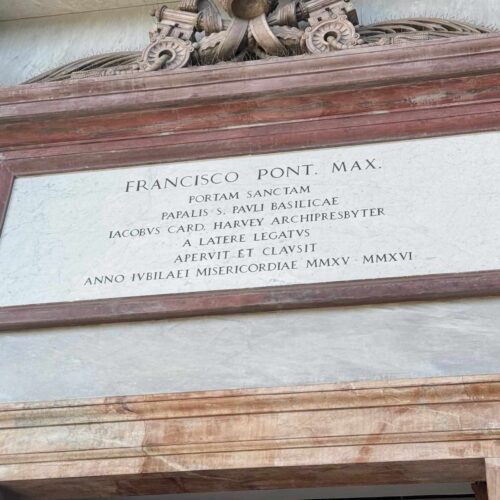 FRANCISCO PONT. MAX.
PORTAM SANCTAM
PAPALIS S. PAVLI BASILICAE
IACOBVS CARD. HARVEY ARCHIPRESBYTER
A LATERE LEGATVS
APERVIT ET CLAVSIT
ANNO IVBILAEI MISERICORDIAE MMXV - MMXVI